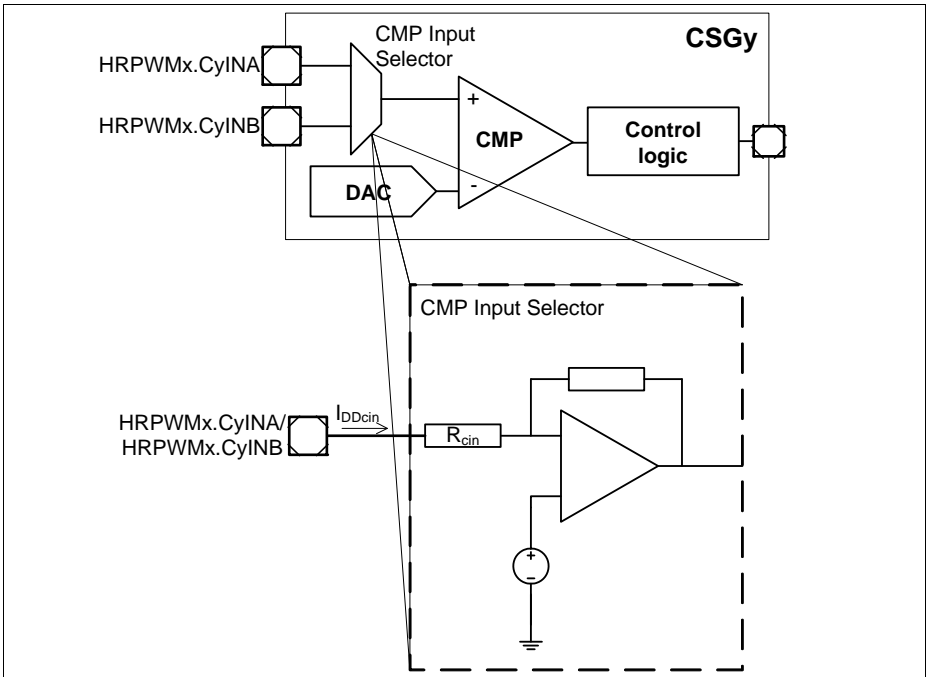 CMP Input
Selector
CSGy
HRPWMx.CyINA
HRPWMx.CyINB
+
CMP
-
Control
logic
DAC
CMP Input Selector
HRPWMx.CyINA/
HRPWMx.CyINB
IDDcin
Rcin
+
−